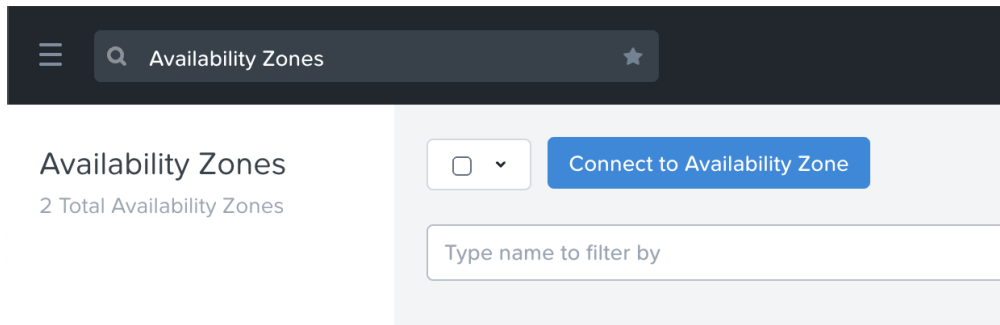 Availability Zones
Availability Zones
2 Total Availability Zones
Connect to Availability Zone
Type name to filter by